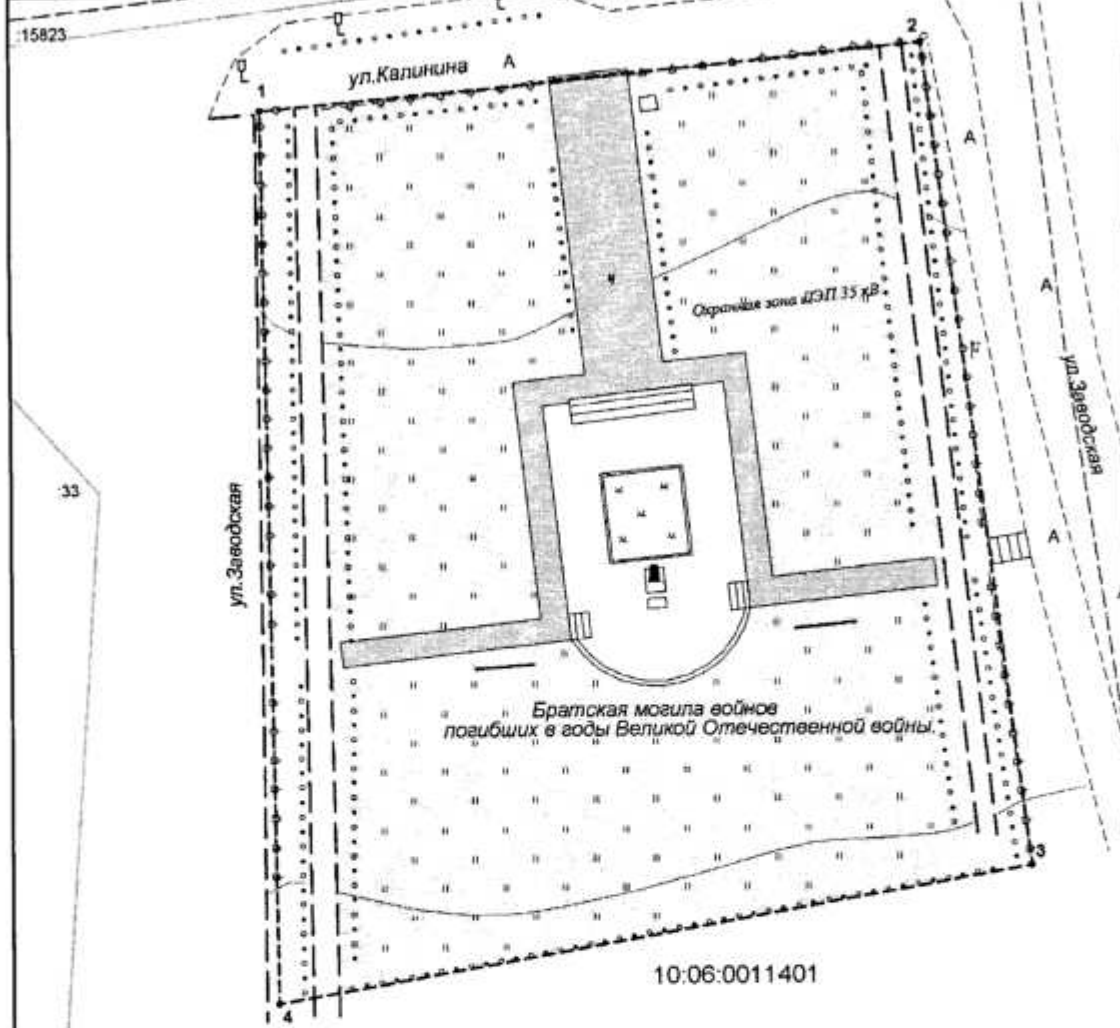 :15823
2
ул.Калинина
А
1
А
Охранная зона ЛЭП 35 кВ
А
ул.Заводская
:33
ул.Заводская
А
Братская могила войнов
погибших в годы Великой Отечественной войны.
3
10:06:0011401
4